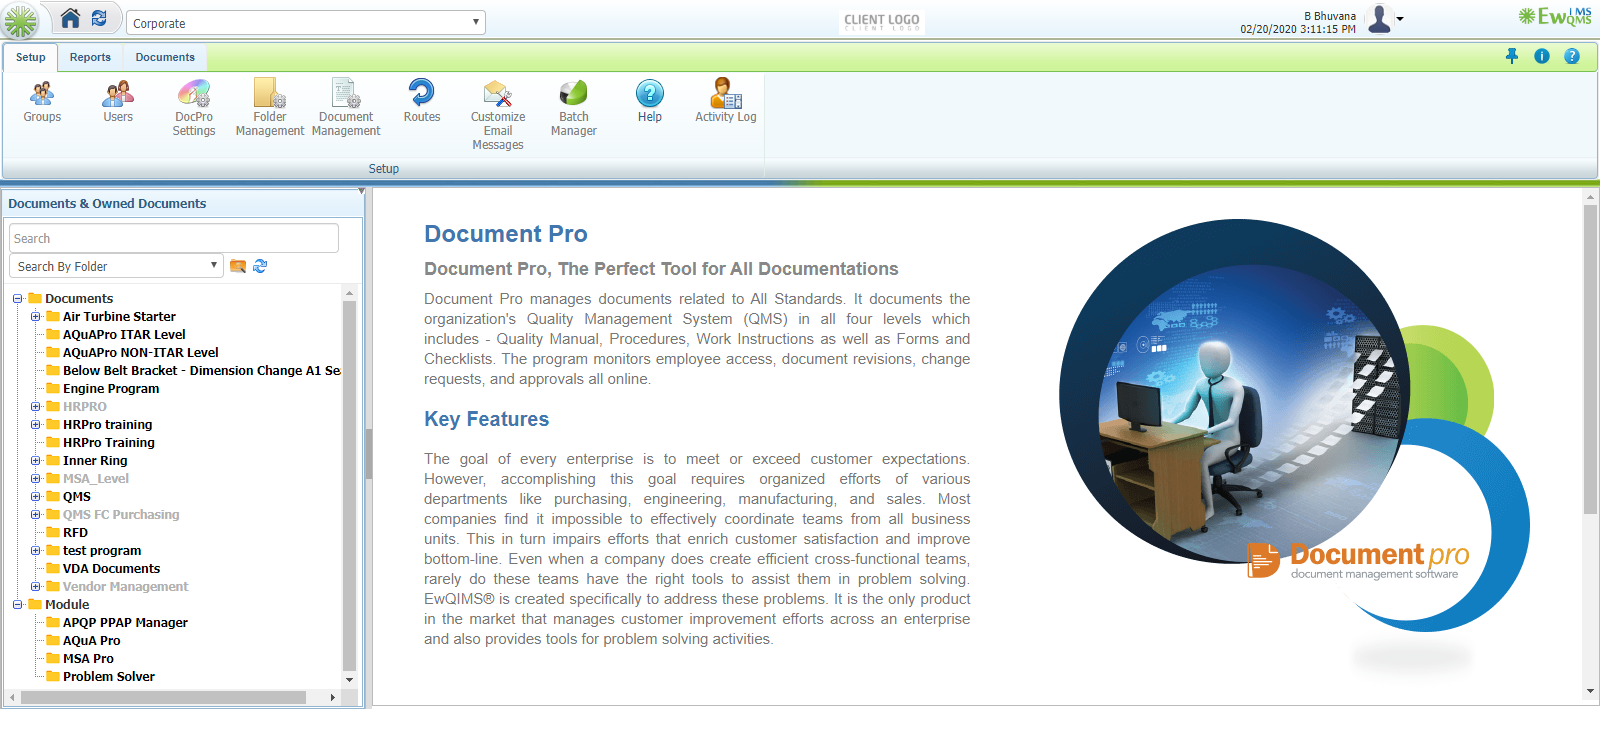 Corporate
CLIENT LOGO
CLIENT LOGO
B Bhuvana
02/20/2020 3:11:15 PM
EwQIMS
QMS
Setup Reports Documents
Groups
Users
DocPro
Settings
Folder
Management
Document
Management
Routes
Customize
Email
Messages
Batch
Manager
Help
Activity Log
Setup
Documents & Owned Documents
Search
Search By Folder
Documents
Air Turbine Starter
AQuAPro ITAR Level
AQuAPro NON-ITAR Level
Below Belt Bracket - Dimension Change A1 Se
Engine Program
HRPRO
HRPro training
HRPro Training
Inner Ring
MSA_Level
QMS
QMS FC Purchasing
RFD
test program
VDA Documents
Vendor Management
Module
APQP PPAP Manager
AQuA Pro
MSA Pro
Problem Solver
Document Pro
Document Pro, The Perfect Tool for All Documentations
Document Pro manages documents related to All Standards. It documents the
organization's Quality Management System (QMS) in all four levels which
includes - Quality Manual, Procedures, Work Instructions as well as Forms and
Checklists. The program monitors employee access, document revisions, change
requests, and approvals all online.
Key Features
The goal of every enterprise is to meet or exceed customer expectations.
However, accomplishing this goal requires organized efforts of various
departments like purchasing, engineering, manufacturing, and sales. Most
companies find it impossible to effectively coordinate teams from all business
units. This in turn impairs efforts that enrich customer satisfaction and improve
bottom-line. Even when a company does create efficient cross-functional teams,
rarely do these teams have the right tools to assist them in problem solving.
EwQIMS® is created specifically to address these problems. It is the only product
in the market that manages customer improvement efforts across an enterprise
and also provides tools for problem solving activities.
Document pro
document management software